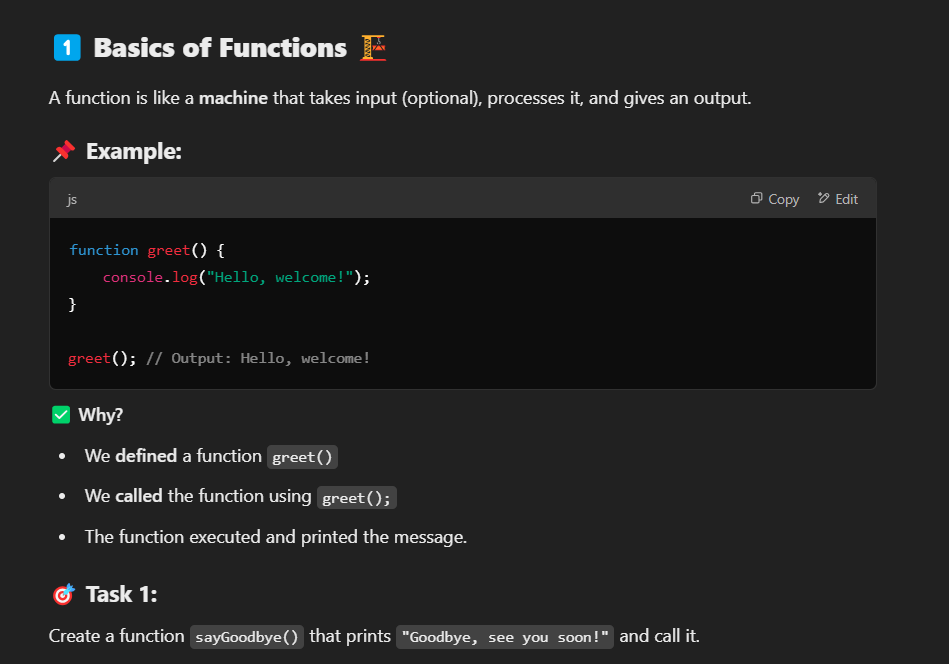 1 Basics of Functions
A function is like a machine that takes input (optional), processes it, and gives an output.
Example:
js Copy Edit
function greet() {
    console.log("Hello, welcome!");
}
greet(); // Output: Hello, welcome!
Why?
• We defined a function greet()
• We called the function using greet();
• The function executed and printed the message.
Task 1:
Create a function sayGoodbye() that prints "Goodbye, see you soon!" and call it.